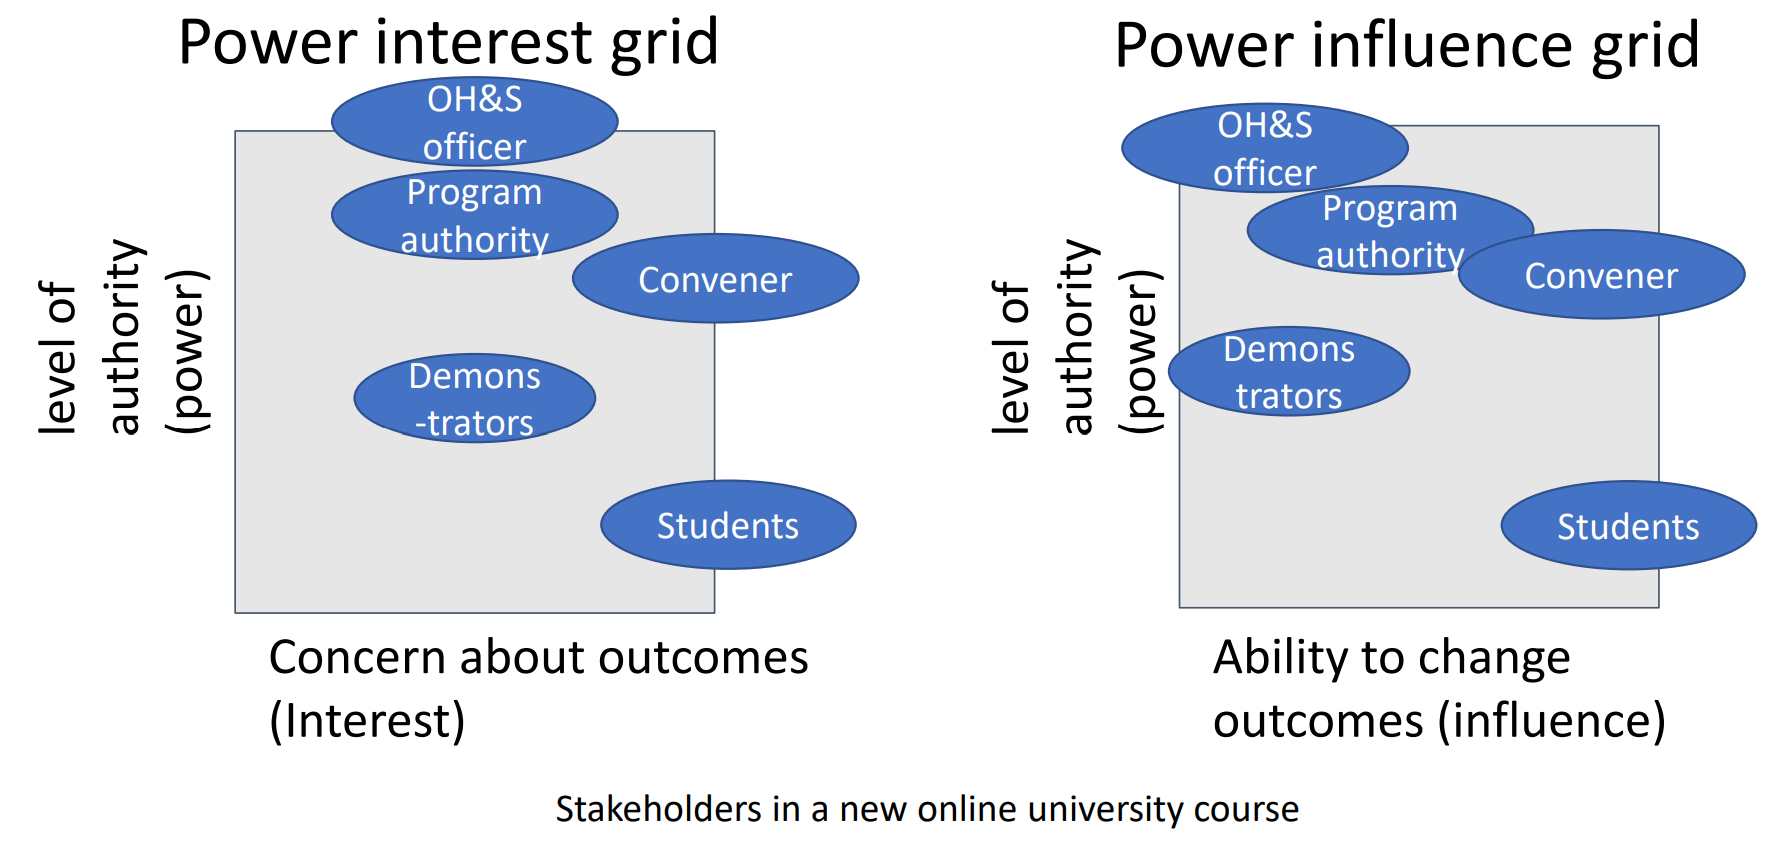 Power interest grid
OH&S
officer
Program
authority
Convener
Demons
-trators
Students
level of
authority
(power)
Concern about outcomes
(Interest)
Power influence grid
OH&S
officer
Program
authority
Convener
Demons
trators
Students
level of
authority
(power)
Ability to change
outcomes (influence)
Stakeholders in a new online university course